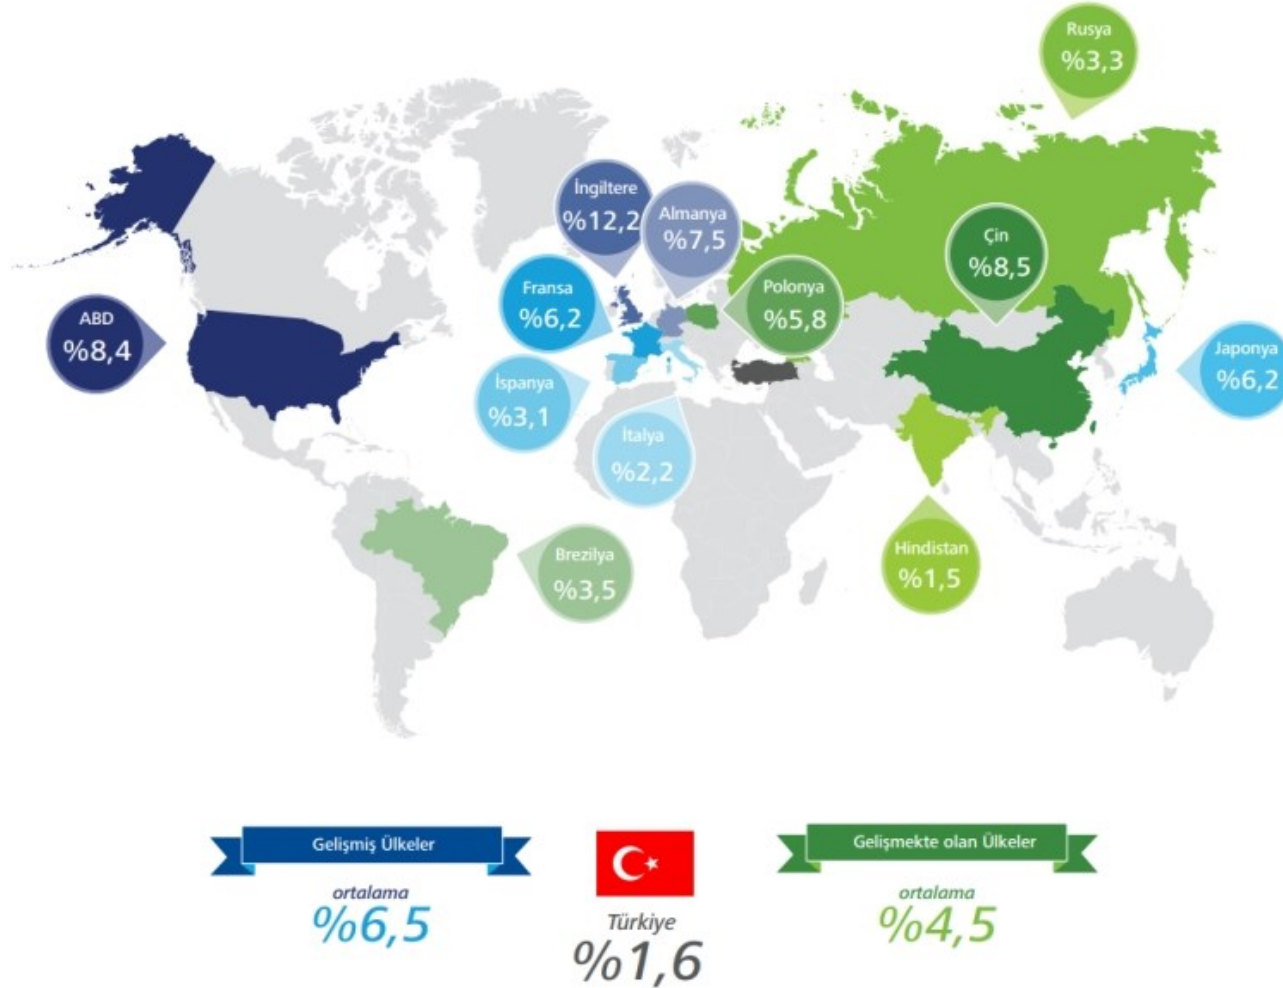 Rusya
%3,3
İngiltere
%12,2
Almanya
%7,5
Çin
%8,5
Fransa
%6,2
Polonya
%5,8
ABD
%8,4
Japonya
%6,2
İspanya
%3,1
İtalya
%2,2
Brezilya
%3,5
Hindistan
%1,5
Gelişmiş Ülkeler
ortalama
%6,5
Türkiye
%1,6
Gelişmekte olan Ülkeler
ortalama
%4,5